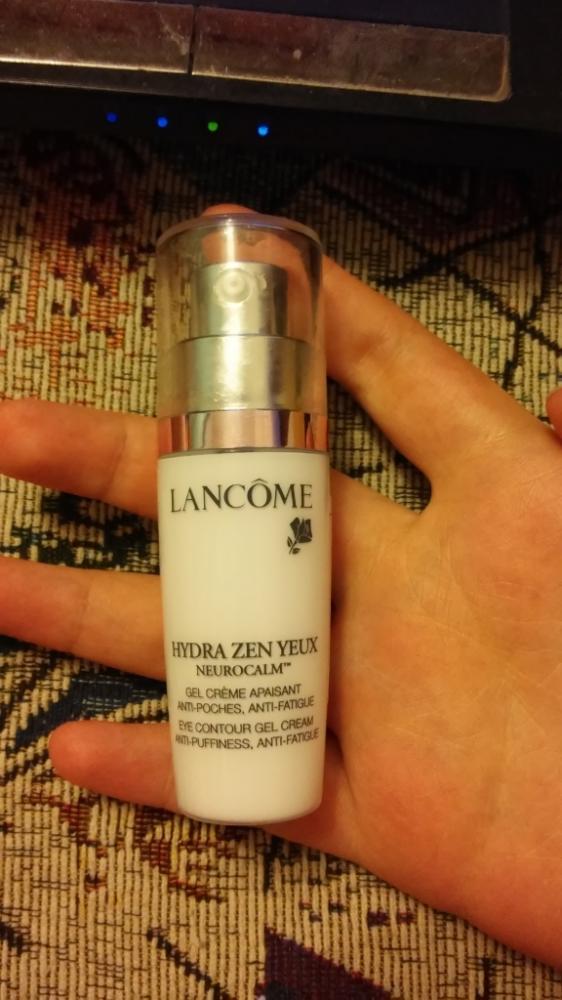 LANCÔME
HYDRA ZEN YEUX
NEUROCALM™
GEL CRÈME APAISANT
ANTI-POCHES, ANTI-FATIGUE
EYE CONTOUR GEL CREAM
ANTI-PUFFINESS, ANTI-FATIGUE